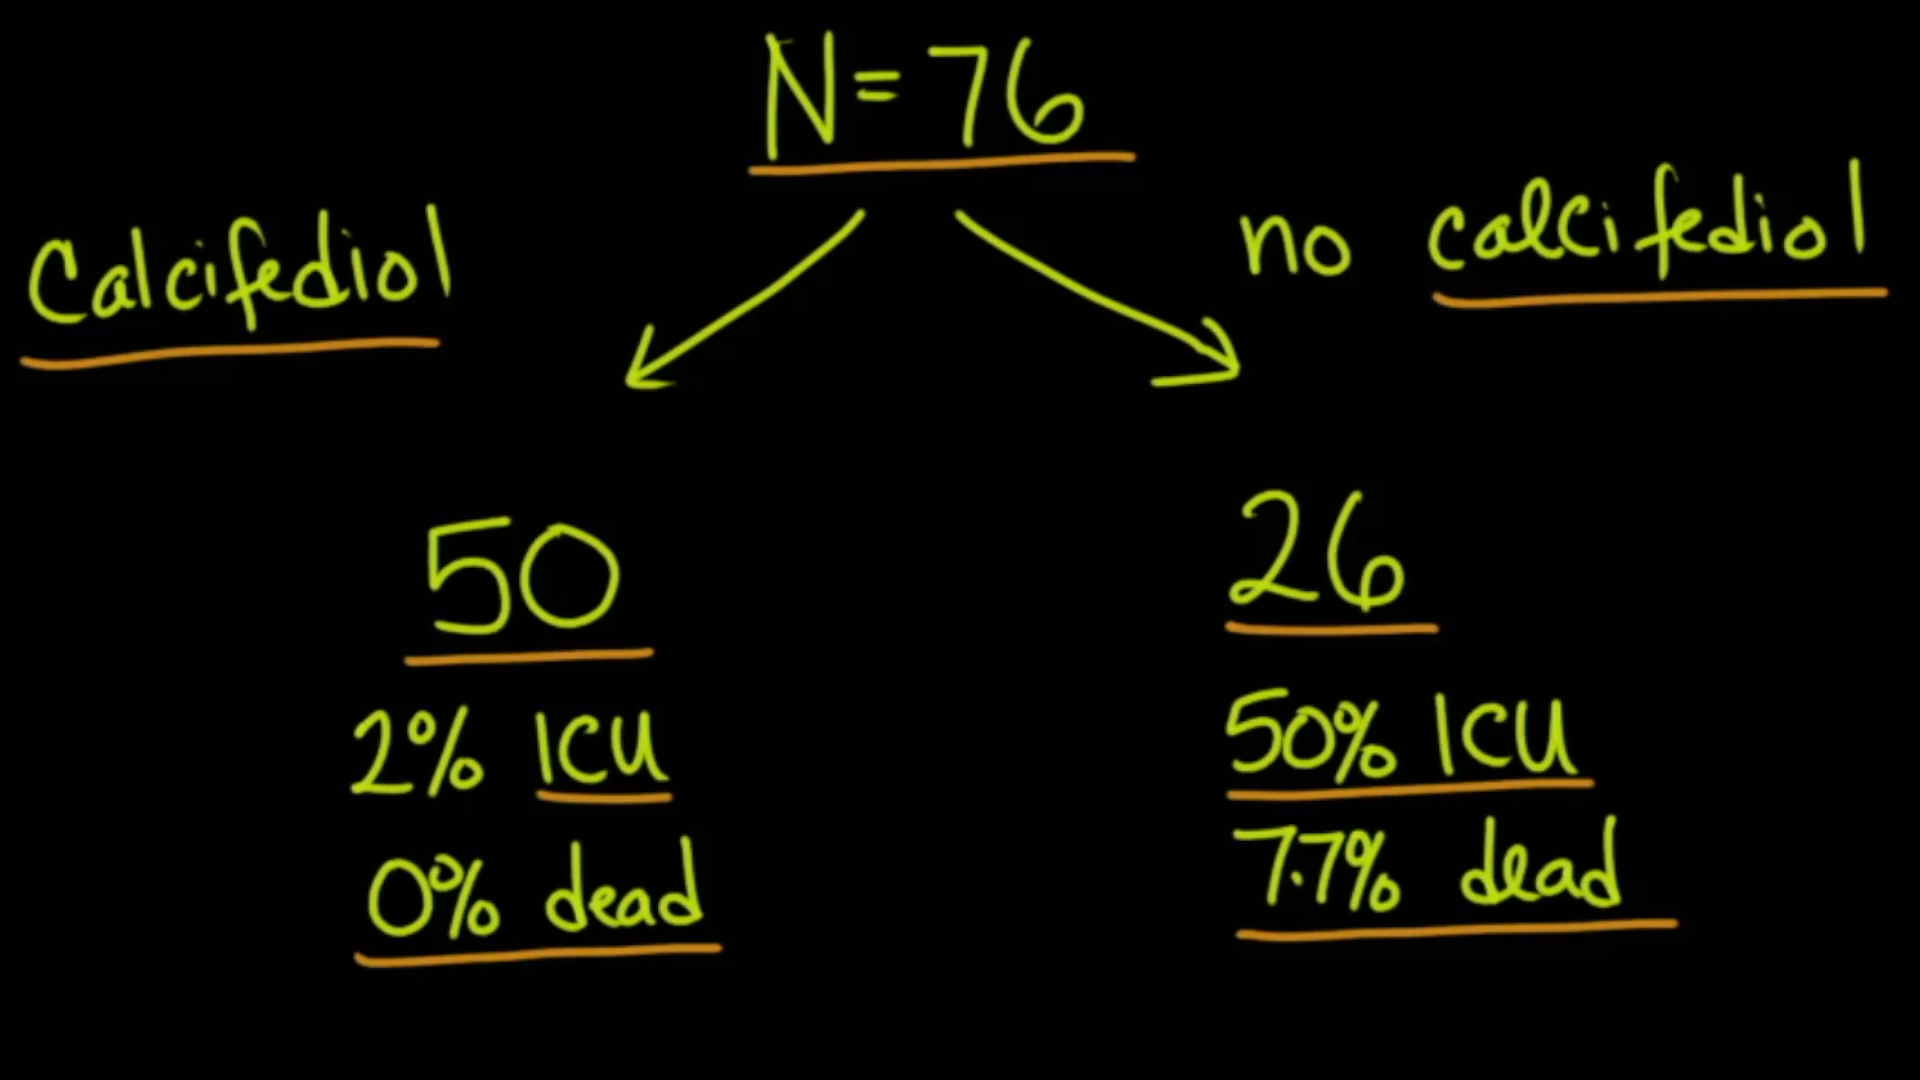 N=76
Calcifediol
no calcifediol
50
2% ICU
0% dead
26
50% ICU
7.7% dead